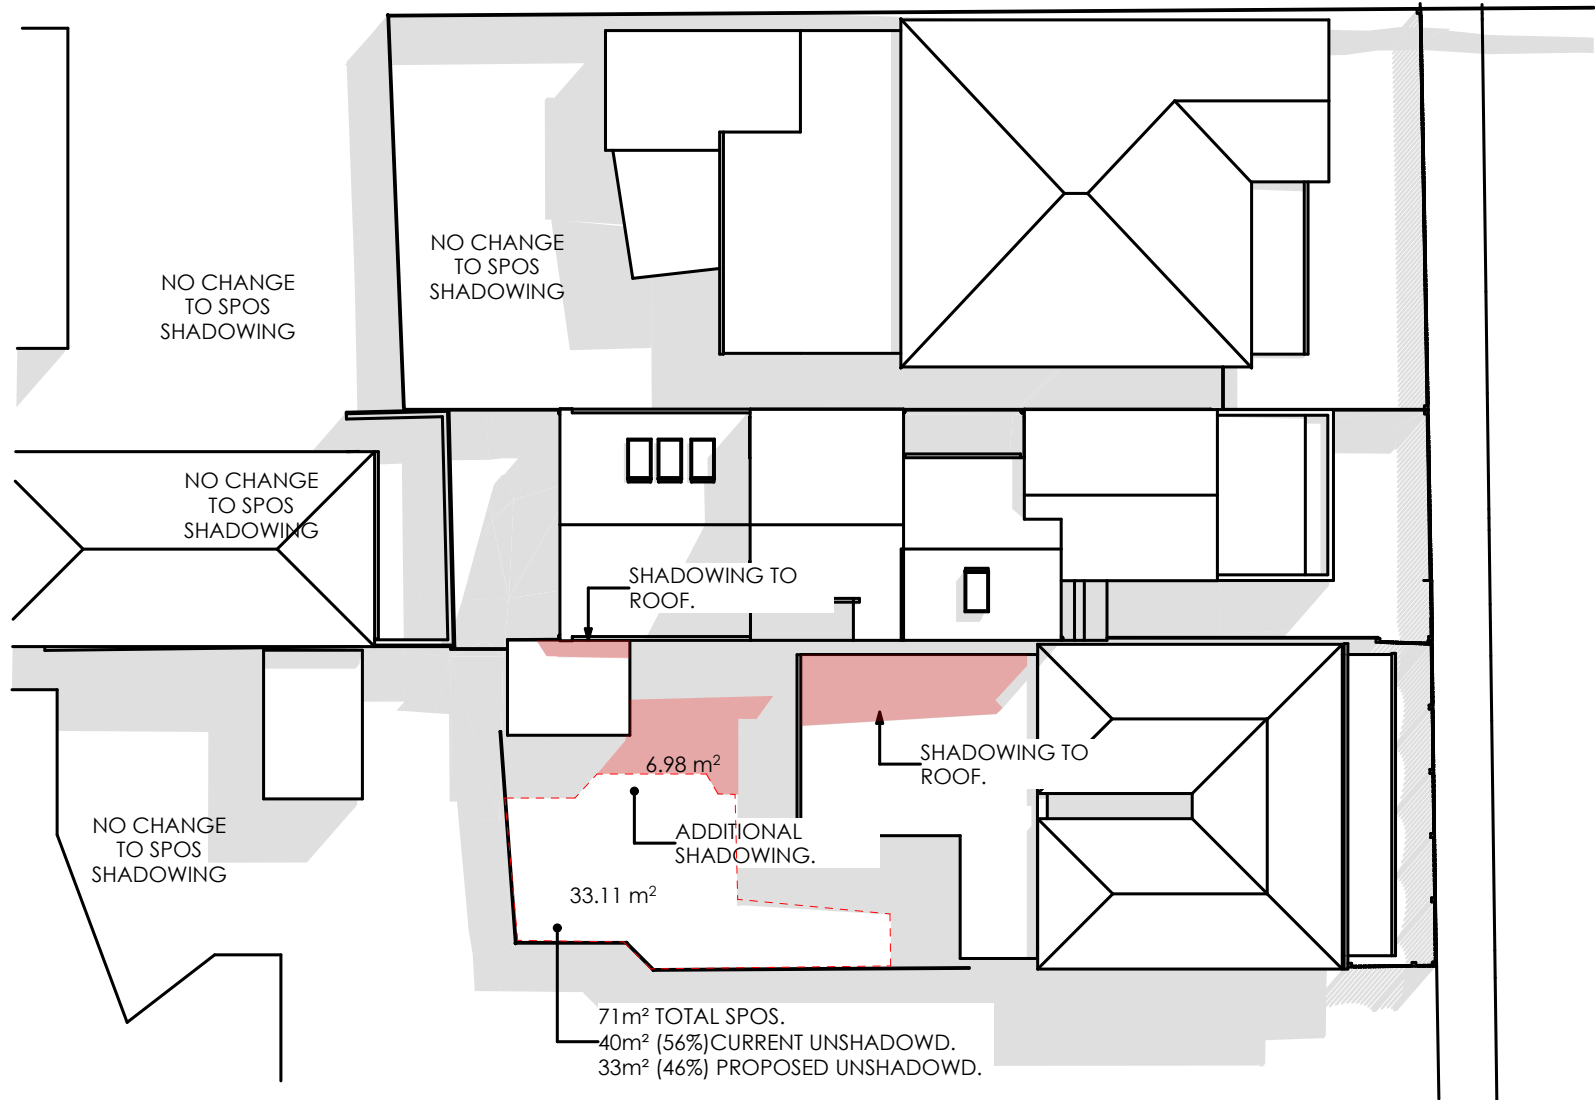 NO CHANGE
TO SPOS
SHADOWING
NO CHANGE
TO SPOS
SHADOWING
NO CHANGE
TO SPOS
SHADOWING
SHADOWING TO
ROOF.
6.98 m²
SHADOWING TO
ROOF.
NO CHANGE
TO SPOS
SHADOWING
ADDITIONAL
SHADOWING.
33.11 m²
71m² TOTAL SPOS.
40m² (56%)CURRENT UNSHADOWD.
33m² (46%) PROPOSED UNSHADOWD.